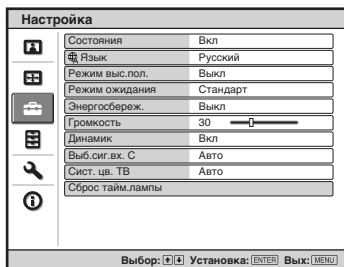 Настройка
Состояния Вкл
Язык Русский
Режим выс.пол. Выкл
Режим ожидания Стандарт
Энергосбереж. Выкл
Громкость 30
Динамик Вкл
Выб.сиг.вх. C Авто
Сист. цв. ТВ Авто
Сброс тайм.лампы
Выбор: Установка: ENTER Вых: MENU